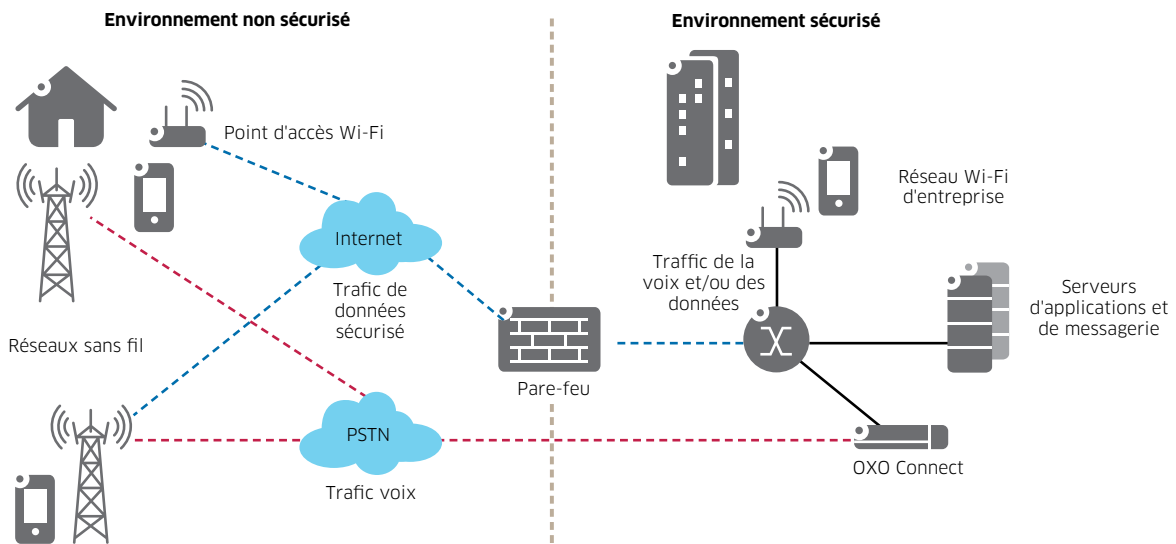 Environnement non sécurisé
Environnement sécurisé
Point d'accès Wi-Fi
Réseau Wi-Fi
d'entreprise
Internet
Traffic de la
voix et/ou des
données
Trafic de
données
sécurisé
Serveurs
d'applications et
de messagerie
Réseaux sans fil
Pare-feu
PSTN
OXO Connect
Trafic voix